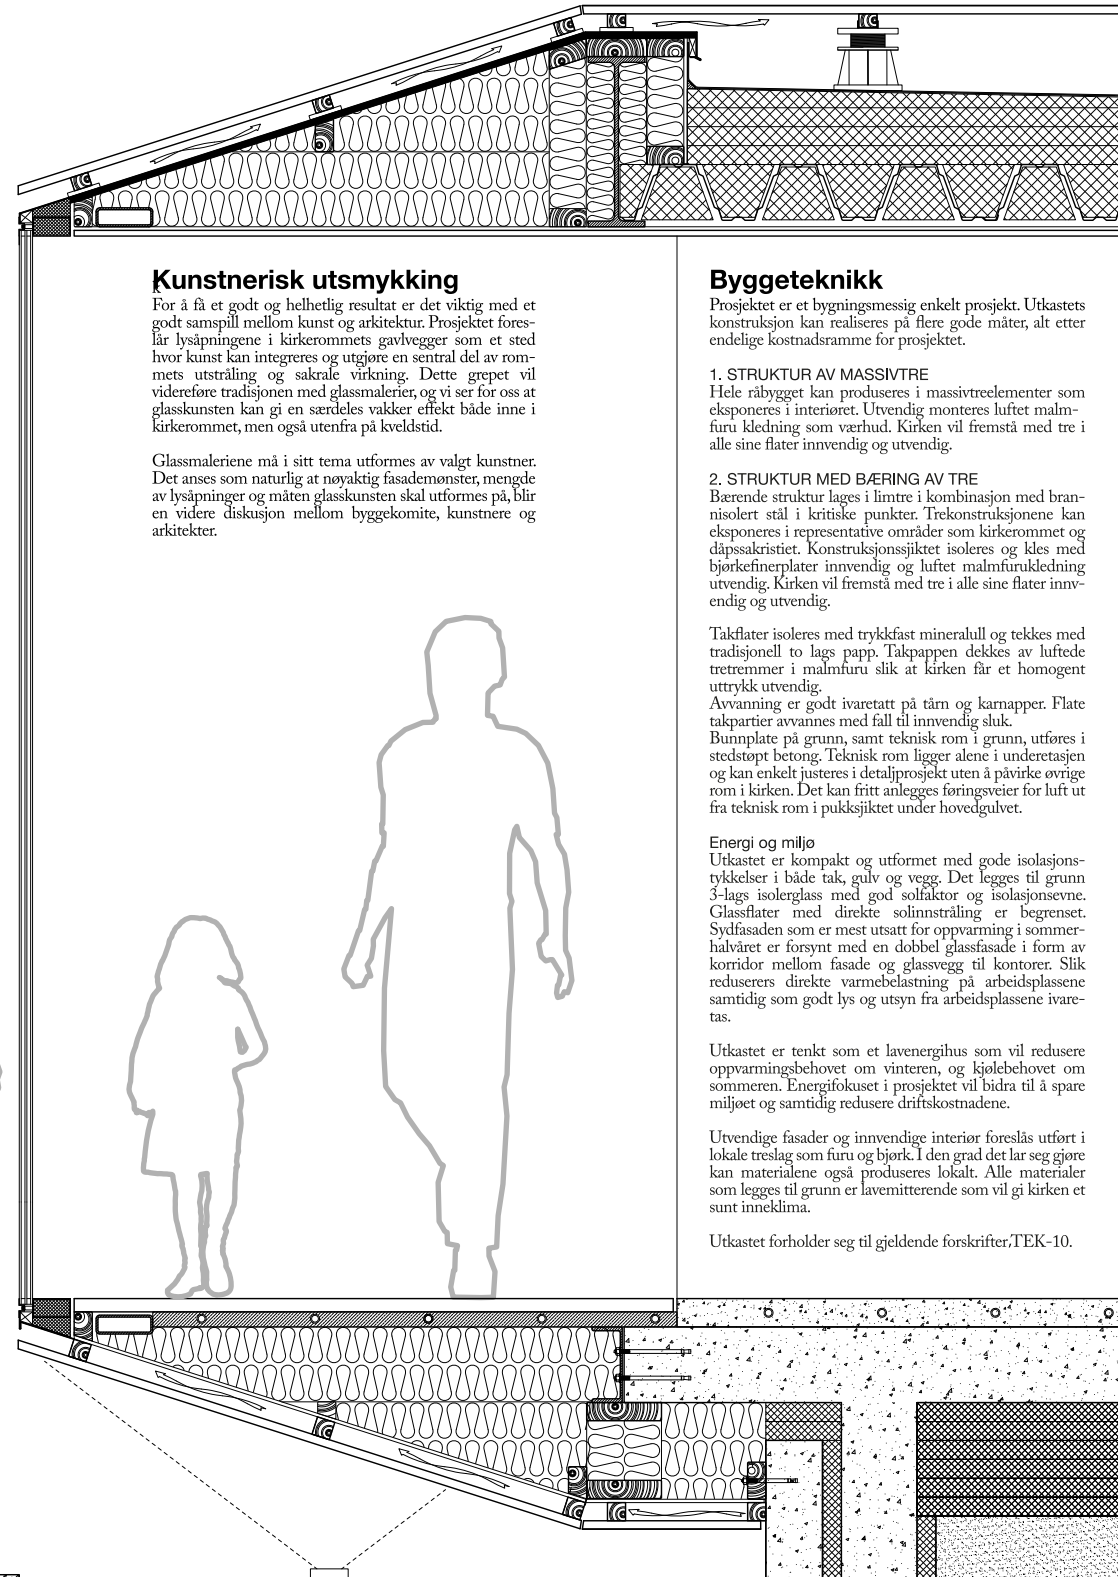 Kunstnerisk utsmykking
K
For å få et godt og helhetlig resultat er det viktig med et
godt samspill mellom kunst og arkitektur. Prosjektet fores-
lår lysåpningene i kirkerommets gavlvegger som et sted
hvor kunst kan integreres og utgjøre en sentral del av rom-
mets utstråling og sakrale virkning. Dette grepet vil
videreføre tradisjonen med glassmalerier, og vi ser for oss at
glasskunsten kan gi en særdeles vakker effekt både inne i
kirkerommet, men også utenfra på kveldstid.
Glassmaleriene må i sitt tema utformes av valgt kunstner.
Det anses som naturlig at nøyaktig fasademønster, mengde
av lysåpninger og måten glasskunsten skal utformes på, blir
en videre diskusjon mellom byggekomite, kunstnere og
arkitekter.
Byggeteknikk
Prosjektet er et bygningsmessig enkelt prosjekt. Utkastets
konstruksjon kan realiseres på flere gode måter, alt etter
endelige kostnadsramme for prosjektet.
1. STRUKTUR AV MASSIVTRE
Hele råbygget kan produseres i massivtreelementer som
eksponeres i interiøret. Utvendig monteres luftet malm-
furu kledning som værhud. Kirken vil fremstå med tre i
alle sine flater innvendig og utvendig.
2. STRUKTUR MED BÆRING AV TRE
Bærende struktur lages i limtre i kombinasjon med bran-
nisolert stål i kritiske punkter. Trekonstruksjonene kan
eksponeres i representative områder som kirkerommet og
dåpssakristiet. Konstruksjonssjiktet isoleres og kles med
bjørkefinerplater innvendig og luftet malmfurukledning
utvendig. Kirken vil fremstå med tre i alle sine flater innv-
endig og utvendig.
Takflater isoleres med trykkfast mineralull og tekkes med
tradisjonell to lags papp. Takpappen dekkes av luftede
tretremmer i malmfuru slik at kirken får et homogent
uttrykk utvendig.
Avvanning er godt ivaretatt på tårn og karnapper. Flate
takpartier avvannes med fall til innvendig sluk.
Bunnplate på grunn, samt teknisk rom i grunn, utføres i
stedstøpt betong. Teknisk rom ligger alene i underetasjen
og kan enkelt justeres i detaljprosjekt uten å påvirke øvrige
rom i kirken. Det kan fritt anlegges føringsveier for luft ut
fra teknisk rom i pukksjiktet under hovedgulvet.
Energi og miljø
Utkastet er kompakt og utformet med gode isolasjons-
tykkelser i både tak, gulv og vegg. Det legges til grunn
3-lags isolerglass med god solfaktor og isolasjonsevne.
Glassflater med direkte solinnstråling er begrenset.
Sydfasaden som er mest utsatt for oppvarming i sommer-
halvåret er forsynt med en dobbel glassfasade i form av
korridor mellom fasade og glassvegg til kontorer. Slik
reduserers direkte varmebelastning på arbeidsplassene
samtidig som godt lys og utsyn fra arbeidsplassene ivare-
tas.
Utkastet er tenkt som et lavenergihus som vil redusere
oppvarmingsbehovet om vinteren, og kjølebehovet om
sommeren. Energifokuset i prosjektet vil bidra til å spare
miljøet og samtidig redusere driftskostnadene.
Utvendige fasader og innvendige interiør foreslås utført i
lokale treslag som furu og bjørk. I den grad det lar seg gjøre
kan materialene også produseres lokalt. Alle materialer
som legges til grunn er lavemitterende som vil gi kirken et
sunt inneklima.
Utkastet forholder seg til gjeldende forskrifter,TEK-10.